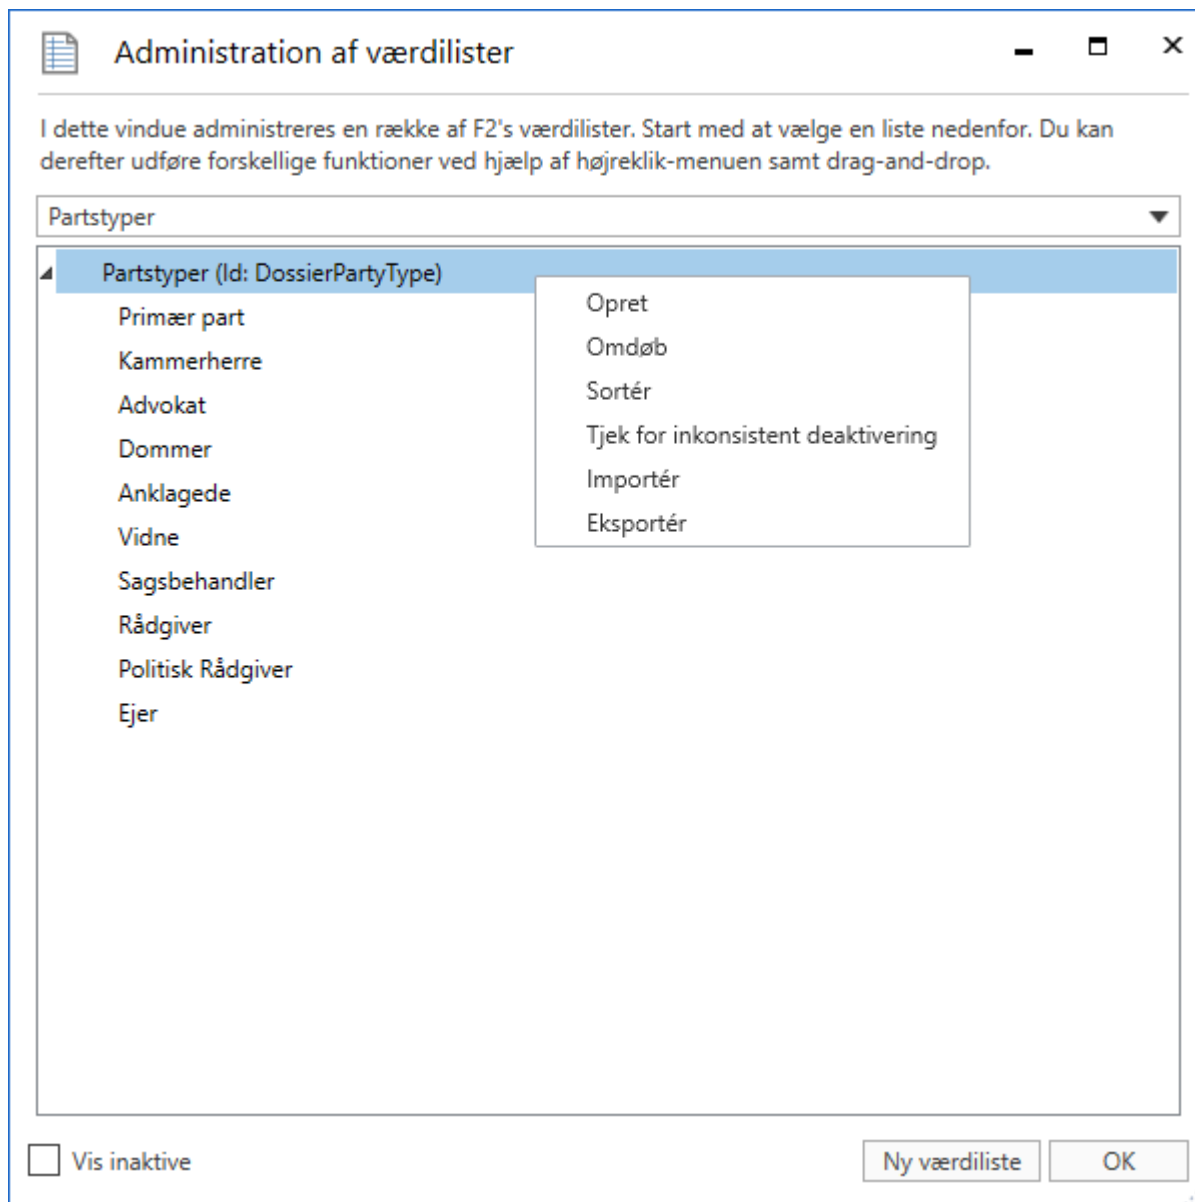 Administration af værdilister
I dette vindue administreres en række af F2's værdilister. Start med at vælge en liste nedenfor. Du kan
derefter udføre forskellige funktioner ved hjælp af højreklik-menuen samt drag-and-drop.
Partstyper
Partstyper (Id: DossierPartyType)
Primær part
Kammerherre
Advokat
Dommer
Anklagede
Vidne
Sagsbehandler
Rådgiver
Politisk Rådgiver
Ejer
Opret
Omdøb
Sortér
Tjek for inkonsistent deaktivering
Importér
Eksportér
Vis inaktive
Ny værdiliste
OK